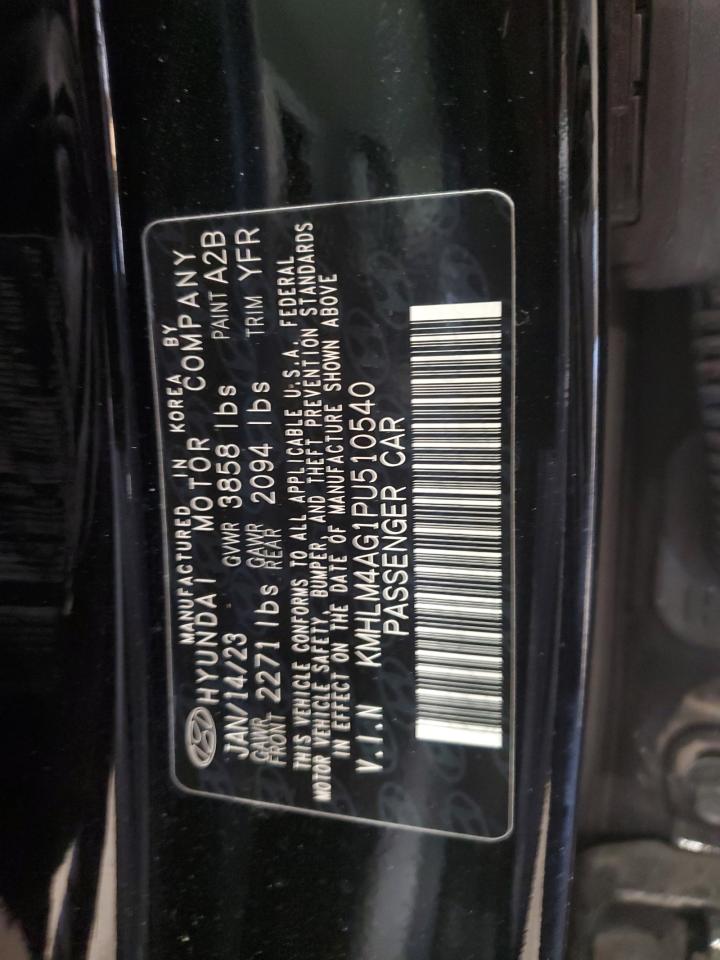 MANUFACTURED IN KOREA BY
HYUNDAI MOTOR COMPANY
JAN/14/23 GVWR 3858 lbs PAINT A2B
GAWR FRONT 2271 lbs GAWR REAR 2094 lbs TRIM YFR
THIS VEHICLE CONFORMS TO ALL APPLICABLE U.S.A. FEDERAL
MOTOR VEHICLE SAFETY, BUMPER, AND THEFT PREVENTION STANDARDS
IN EFFECT ON THE DATE OF MANUFACTURE SHOWN ABOVE
V.I.N KMHLM4AG1PU510540
PASSENGER CAR